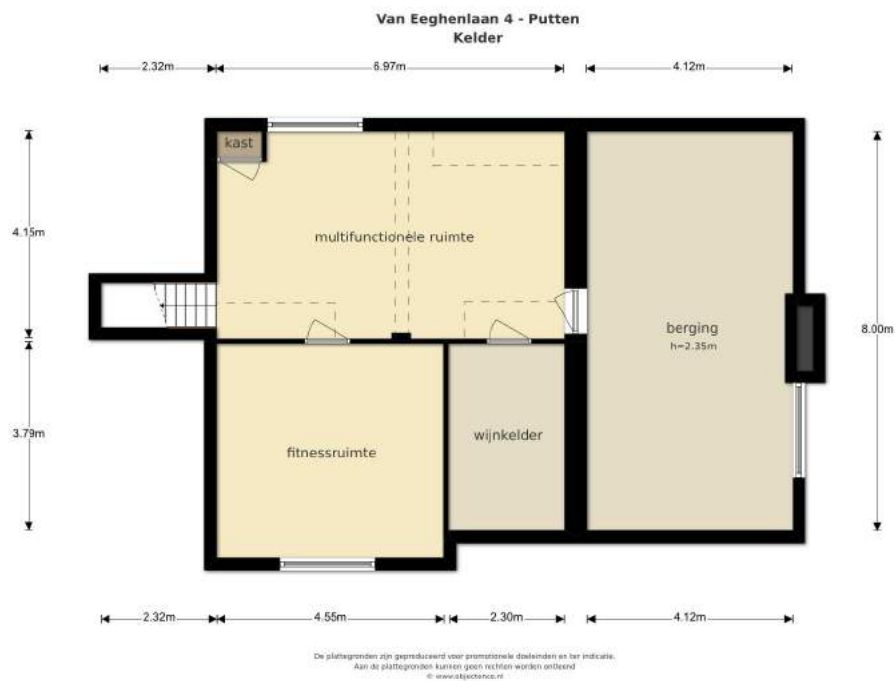 Van Eeghenlaan 4 - Putten
Kelder
2.32m
6.97m
4.12m
kast
4.15m
multifunctionele ruimte
berging
h=2.35m
8.00m
3.79m
wijnkelder
fitnessruimte
2.32m
4.55m
2.30m
4.12m
De plattegronden zijn geproduceerd voor promotionele doeleinden en ter indicatie.
Aan de plattegronden kunnen geen rechten worden ontleend
© www.objectenco.nl